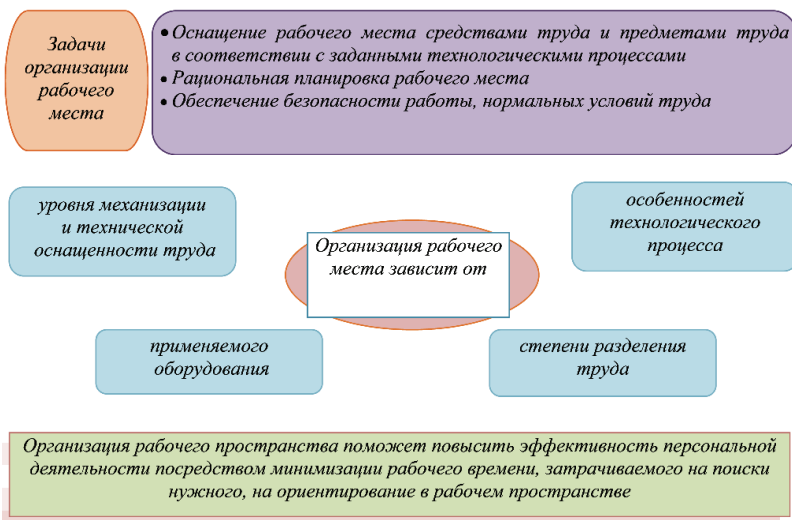 Задачи
организации
рабочего
места
• Оснащение рабочего места средствами труда и предметами труда
в соответствии с заданными технологическими процессами
• Рациональная планировка рабочего места
• Обеспечение безопасности работы, нормальных условий труда
уровня механизации
и технической
оснащенности труда
особенностей
технологического
процесса
Организация рабочего
места зависит от
применяемого
оборудования
степени разделения
труда
Организация рабочего пространства поможет повысить эффективность персональной
деятельности посредством минимизации рабочего времени, затрачиваемого на поиски
нужного, на ориентирование в рабочем пространстве